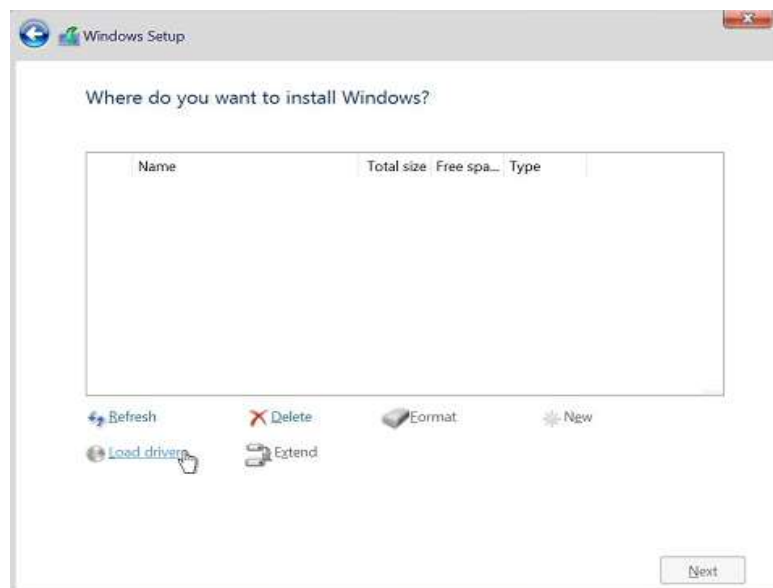 Windows Setup
Where do you want to install Windows?
Name Total size Free spa... Type
Refresh Delete Format New
Load driver Extend
Next